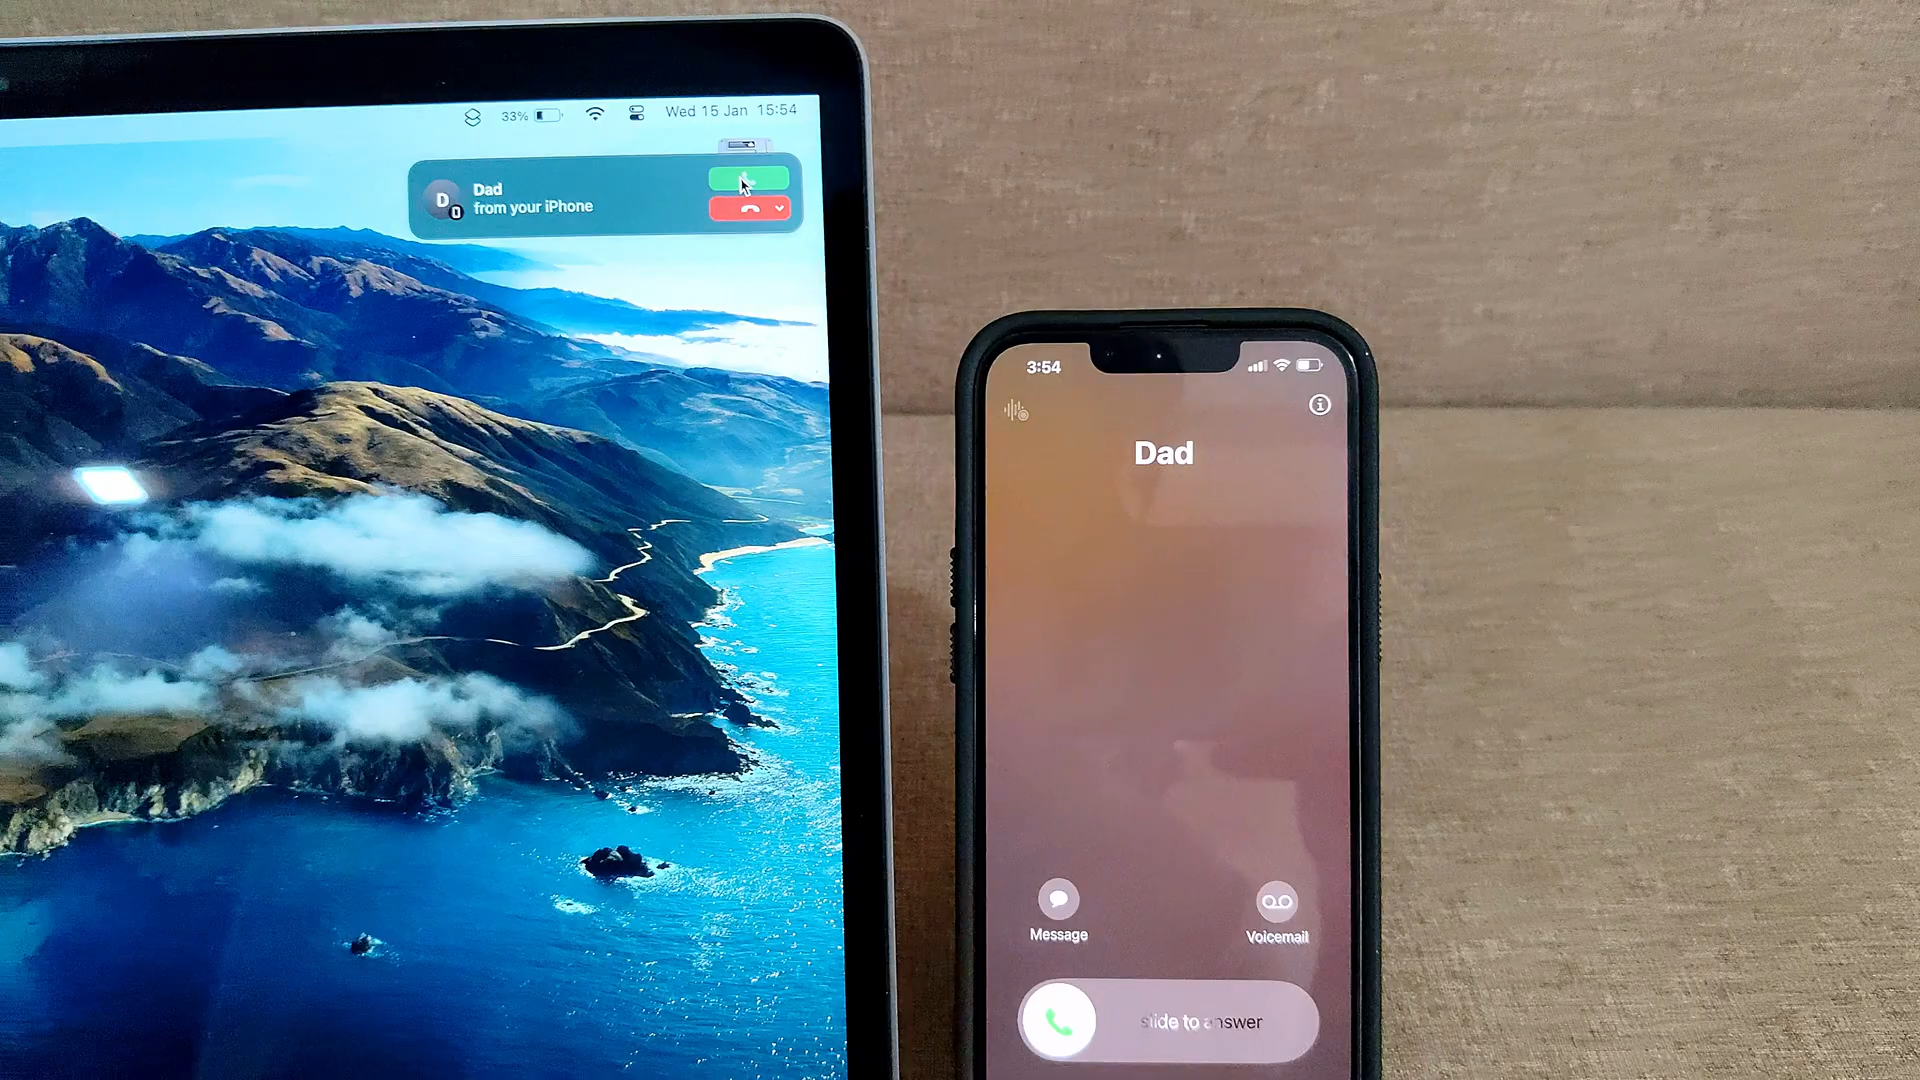 33%
Wed 15 Jan 15:54
D
Dad
from your iPhone
3:54
Dad
Message
Voicemail
slide to answer